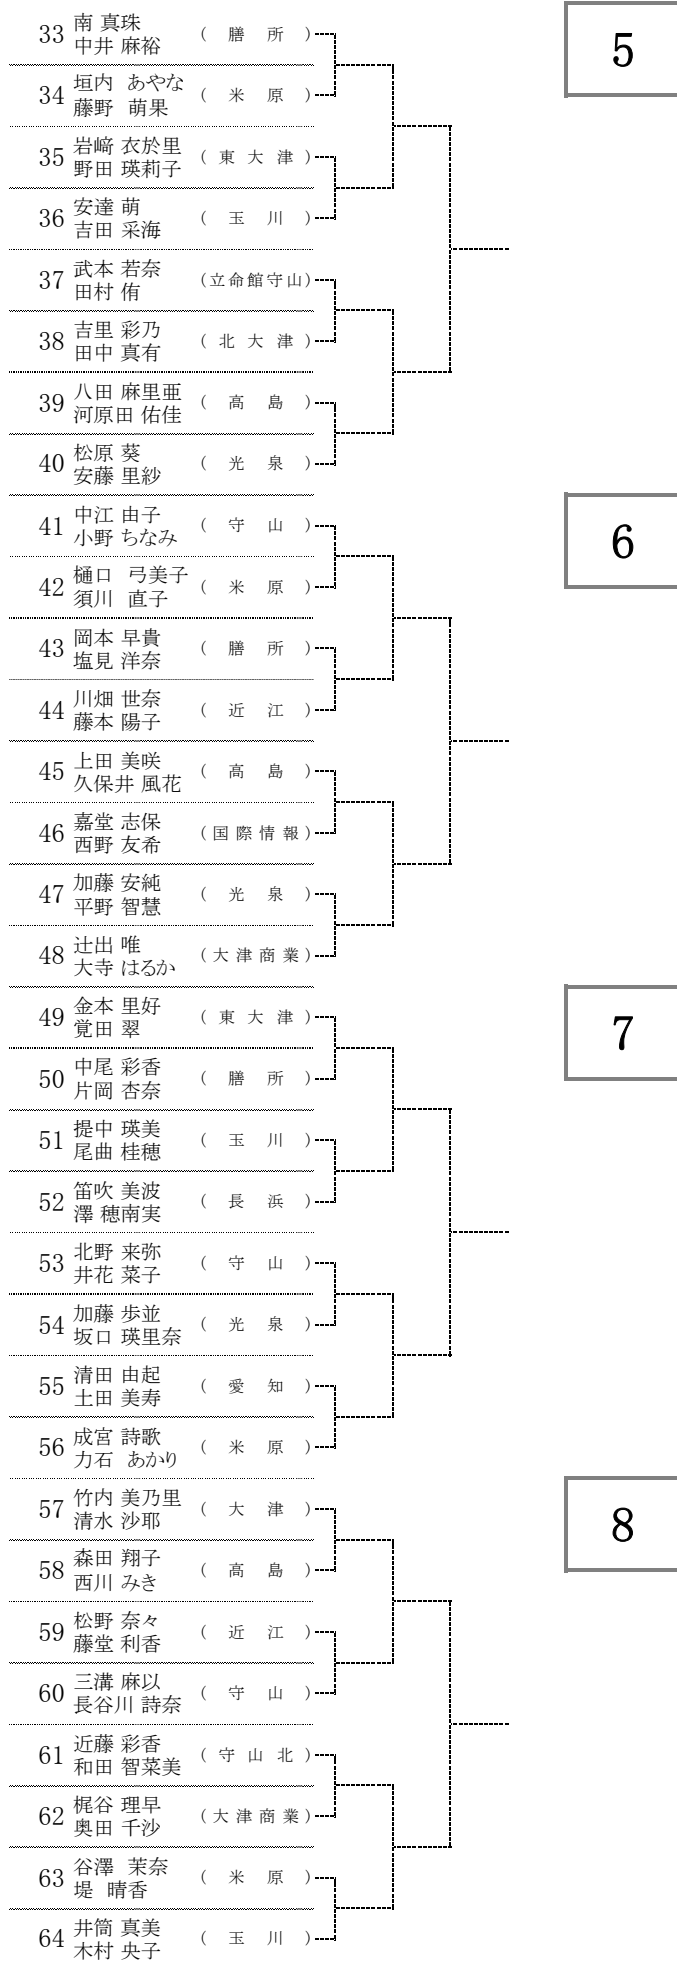 33 南 真珠 ( 膳 所 )
中井 麻裕
5
34 垣内 あやな ( 米 原 )
藤野 萌果
35 岩﨑 衣於里 ( 東 大 津 )
野田 瑛莉子
36 安達 萌 ( 玉 川 )
吉田 采海
37 武本 若奈 (立命館守山)
田村 侑
38 吉里 彩乃 ( 北 大 津 )
田中 真有
39 八田 麻里亜 ( 高 島 )
河原田 佑佳
40 松原 葵 ( 光 泉 )
安藤 里紗
41 中江 由子 ( 守 山 )
小野 ちなみ
6
42 樋口 弓美子 ( 米 原 )
須川 直子
43 岡本 早貴 ( 膳 所 )
塩見 洋奈
44 川畑 世奈 ( 近 江 )
藤本 陽子
45 上田 美咲 ( 高 島 )
久保井 風花
46 嘉堂 志保 (国際情報)
西野 友希
47 加藤 安純 ( 光 泉 )
平野 智慧
48 辻出 唯 (大津商業)
大寺 はるか
49 金本 里好 ( 東 大 津 )
覚田 翠
7
50 中尾 彩香 ( 膳 所 )
片岡 杏奈
51 提中 瑛美 ( 玉 川 )
尾曲 桂穂
52 笛吹 美波 ( 長 浜 )
澤 穂南実
53 北野 来弥 ( 守 山 )
井花 菜子
54 加藤 歩並 ( 光 泉 )
坂口 瑛里奈
55 清田 由起 ( 愛 知 )
土田 美寿
56 成宮 詩歌 ( 米 原 )
力石 あかり
57 竹内 美乃里 ( 大 津 )
清水 沙耶
8
58 森田 翔子 ( 高 島 )
西川 みき
59 松野 奈々 ( 近 江 )
藤堂 利香
60 三溝 麻以 ( 守 山 )
長谷川 詩奈
61 近藤 彩香 ( 守 山 北 )
和田 智菜美
62 梶谷 理早 (大津商業)
奥田 千沙
63 谷澤 茉奈 ( 米 原 )
堤 晴香
64 井筒 真美 ( 玉 川 )
木村 央子